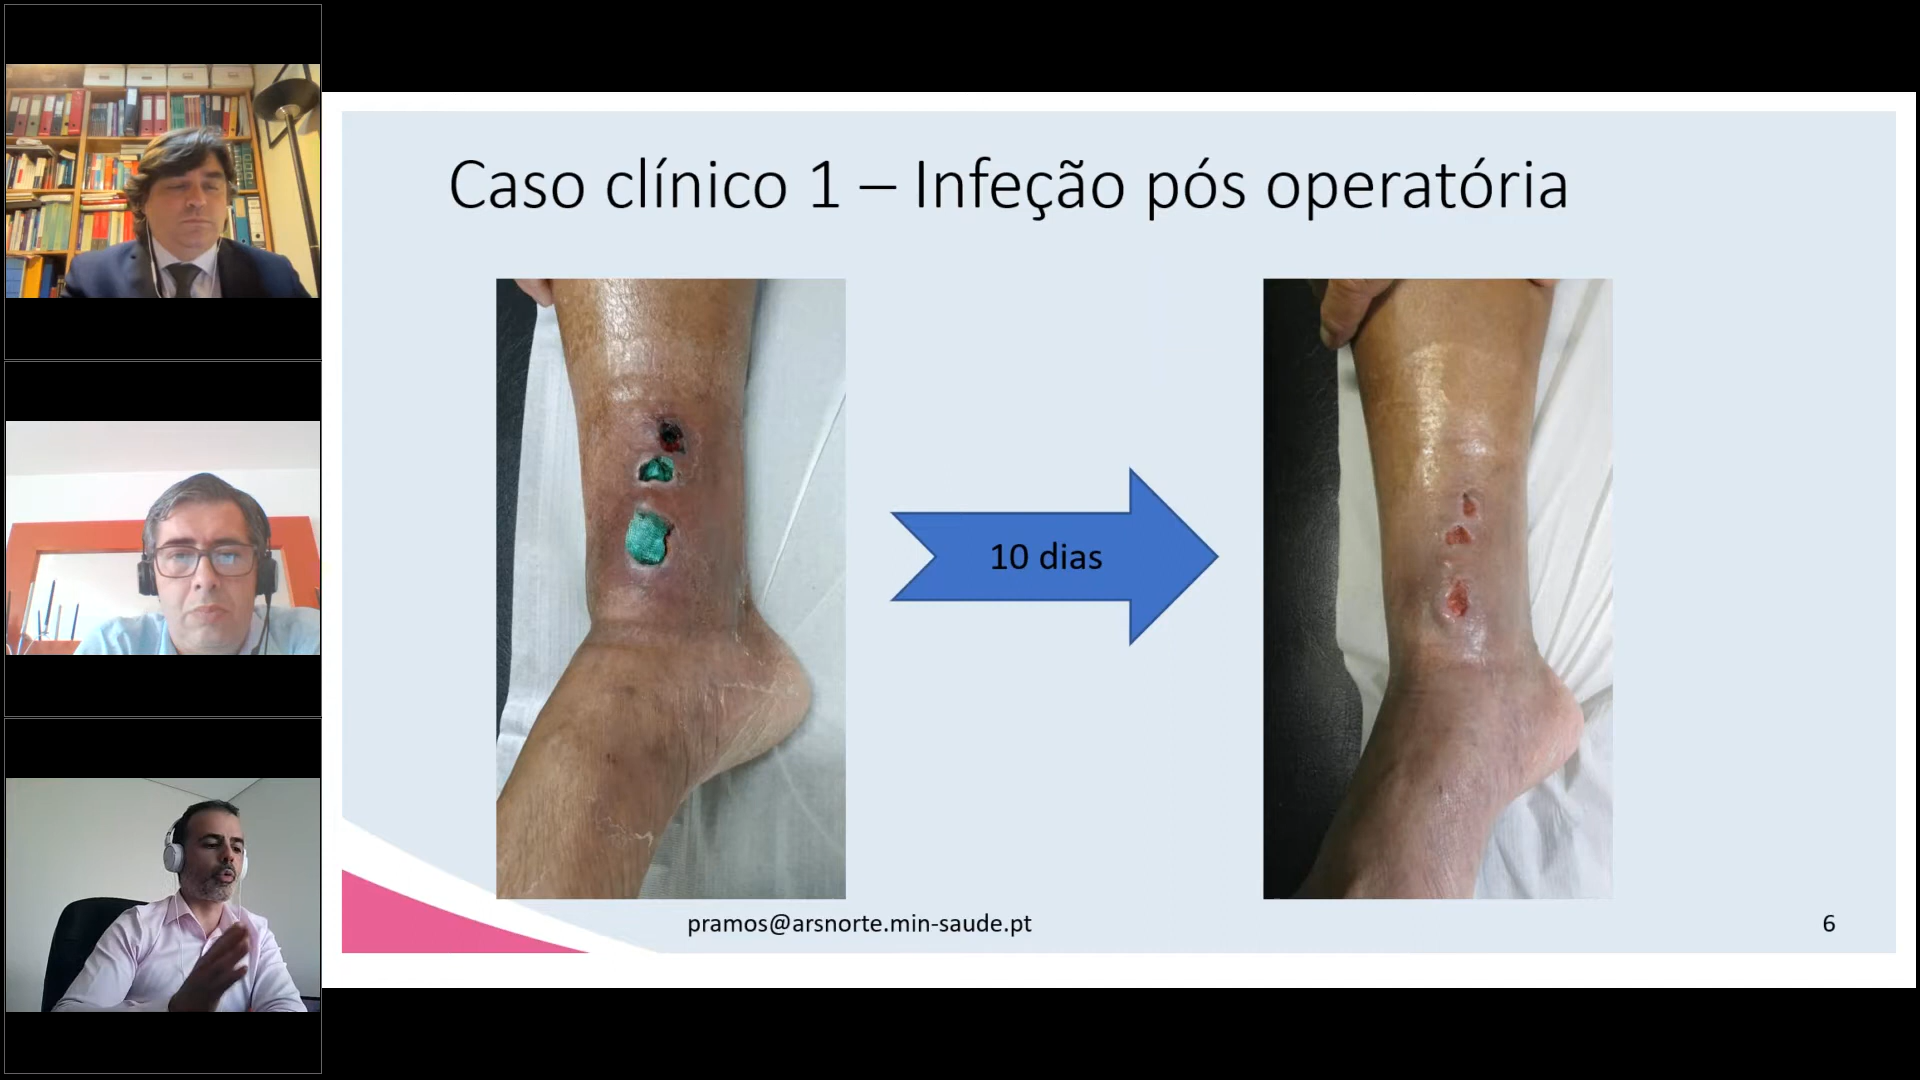 Caso clínico 1 – Infeção pós operatória
10 dias
pramos@arsnorte.min-saude.pt
6